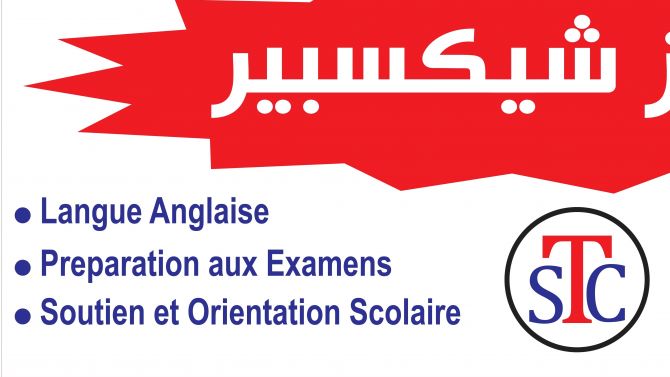 شيكسبير
• Langue Anglaise
• Preparation aux Examens
• Soutien et Orientation Scolaire
STC